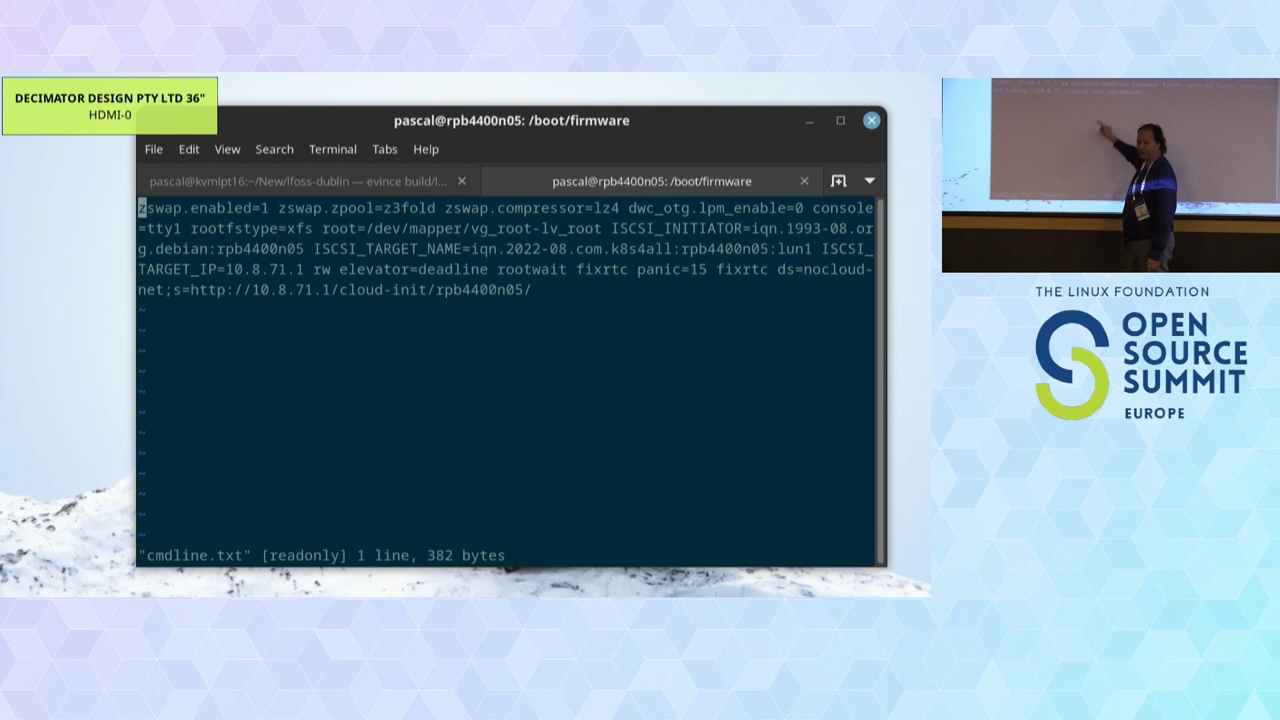 DECIMATOR DESIGN PTY LTD 36"
HDMI-0
pascal@rpb4400n05: /boot/firmware
File Edit View Search Terminal Tabs Help
pascal@kvmlpt16:~/New/lfoss-dublin — evince build/l...
pascal@rpb4400n05: /boot/firmware
zswap.enabled=1 zswap.zpool=z3fold zswap.compressor=lz4 dwc_otg.lpm_enable=0 console
=tty1 rootfstype=xfs root=/dev/mapper/vg_root-lv_root ISCSI_INITIATOR=iqn.1993-08.or
g.debian:rpb4400n05 ISCSI_TARGET_NAME=iqn.2022-08.com.k8s4all:rpb4400n05:lun1 ISCSI_
TARGET_IP=10.8.71.1 rw elevator=deadline rootwait fixrtc panic=15 fixrtc ds=nocloud-
net;s=http://10.8.71.1/cloud-init/rpb4400n05/
~
~
~
~
~
~
~
~
~
~
~
~
"cmdline.txt" [readonly] 1 line, 382 bytes
THE LINUX FOUNDATION
OPEN
SOURCE
SUMMIT
EUROPE